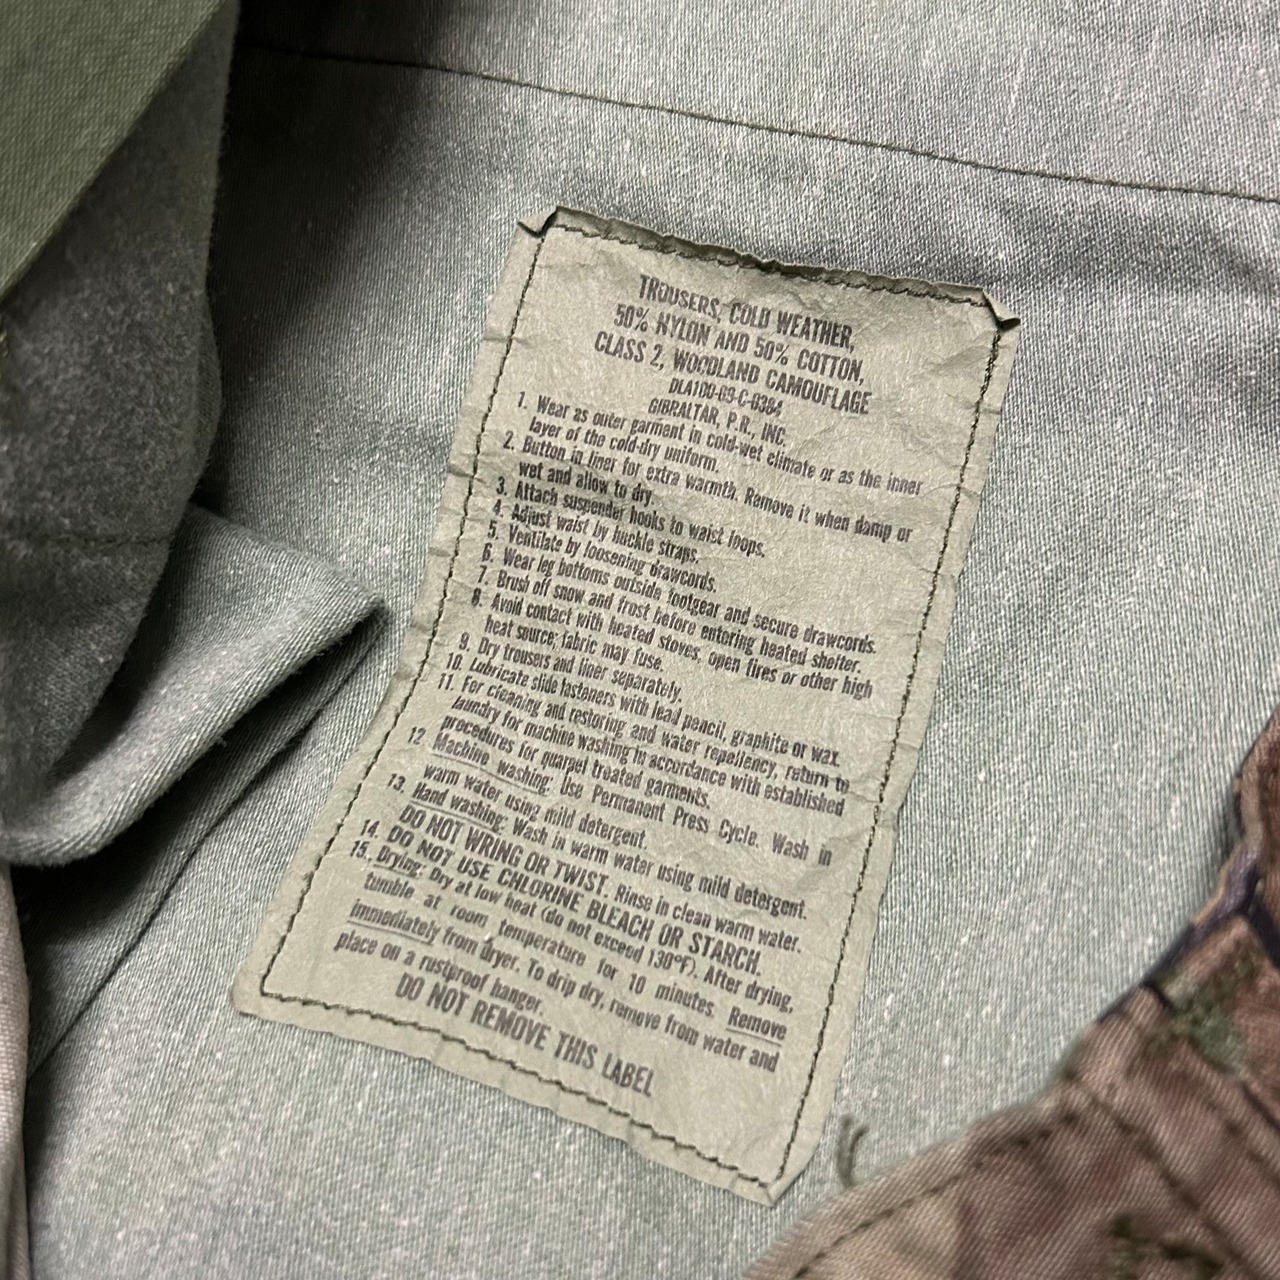 TROUSERS, COLD WEATHER,
50% NYLON AND 50% COTTON,
CLASS 2, WOODLAND CAMOUFLAGE
DLA100-89-C-0384
GIBRALTAR, P.R., INC.
1. Wear as outer garment in cold-wet climate or as the inner
layer of the cold-dry uniform.
2. Button in liner for extra warmth. Remove it when damp or
wet and allow to dry.
3. Attach suspender hooks to waist loops.
4. Adjust waist by buckle straps.
5. Ventilate by loosening drawcords.
6. Wear leg bottoms outside footgear and secure drawcords.
7. Brush off snow and frost before entering heated shelter.
8. Avoid contact with heated stoves, open fires or other high
heat source; fabric may fuse.
9. Dry trousers and liner separately.
10. Lubricate slide fasteners with lead pencil, graphite or wax.
11. For cleaning and restoring and water repellency, return to
laundry for machine washing in accordance with established
procedures for quarpel treated garments.
12. Machine washing: Use Permanent Press Cycle. Wash in
warm water using mild detergent.
13. Hand washing: Wash in warm water using mild detergent.
DO NOT WRING OR TWIST. Rinse in clean warm water.
14. DO NOT USE CHLORINE BLEACH OR STARCH.
15. Drying: Dry at low heat (do not exceed 130°F). After drying,
tumble at room temperature for 10 minutes. Remove
immediately from dryer. To drip dry, remove from water and
place on a rustproof hanger.
DO NOT REMOVE THIS LABEL